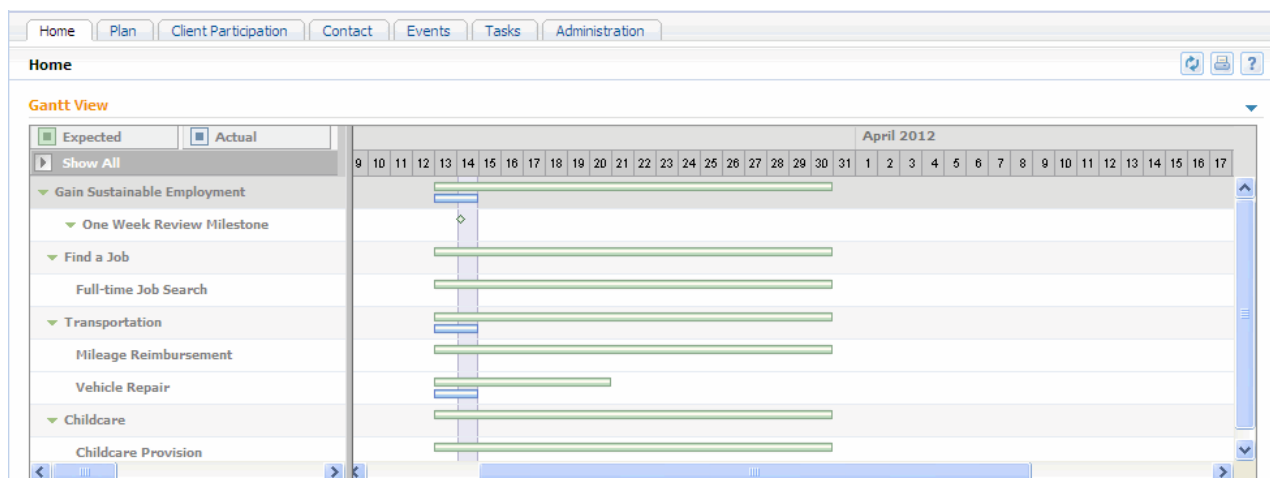 Home Plan Client Participation Contact Events Tasks Administration
Home ?
Gantt View
Expected Actual April 2012
Show All 9 10 11 12 13 14 15 16 17 18 19 20 21 22 23 24 25 26 27 28 29 30 31 1 2 3 4 5 6 7 8 9 10 11 12 13 14 15 16 17
Gain Sustainable Employment
One Week Review Milestone
Find a Job
Full-time Job Search
Transportation
Mileage Reimbursement
Vehicle Repair
Childcare
Childcare Provision